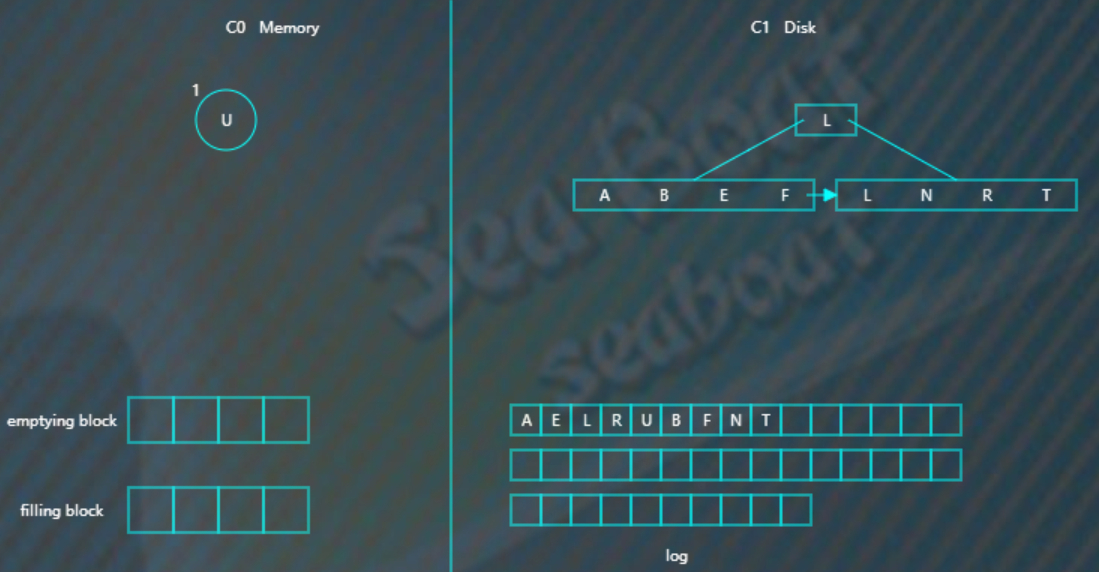 C0 Memory
C1 Disk
1
U
L
A B E F
L N R T
emptying block
A E L R U B F N T
filling block
log
SeaBoat
seaboat